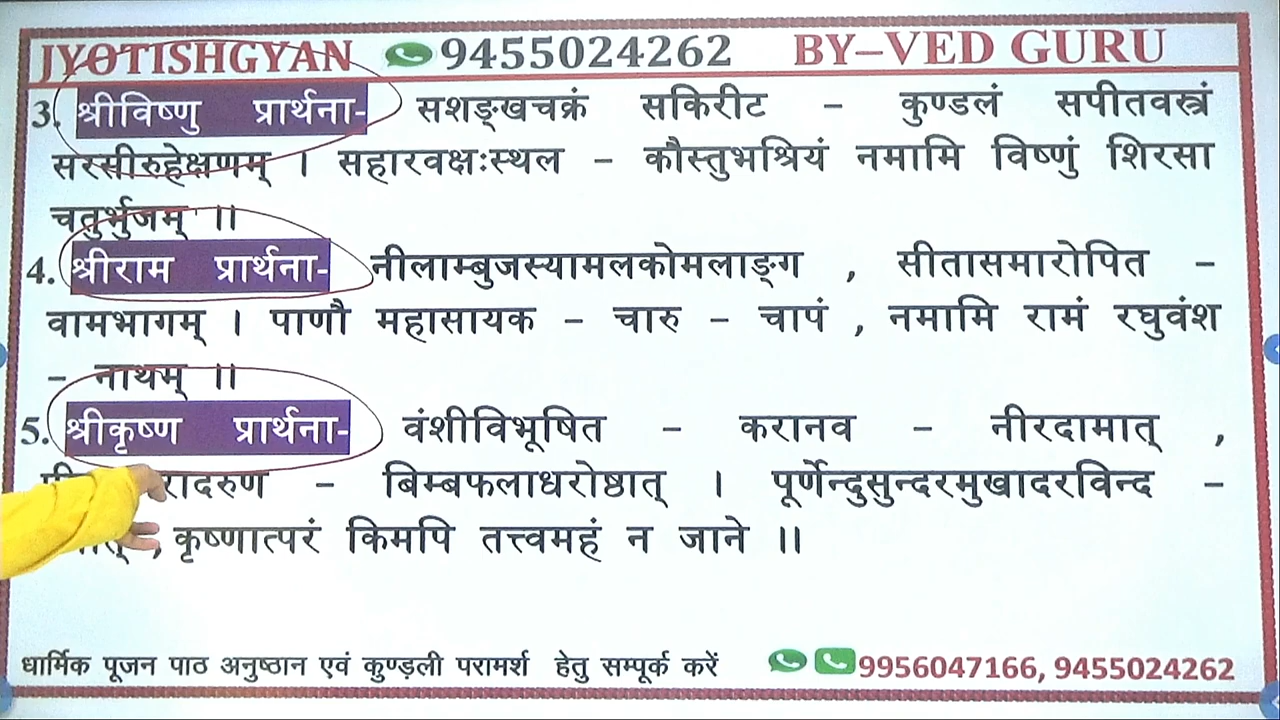 JYOTISHGYAN 9455024262 BY–VED GURU
3. श्रीविष्णु प्रार्थना- सशङ्खचक्रं सकिरीट – कुण्डलं सपीतवस्त्रं
सरसीरुहेक्षणम् । सहारवक्षःस्थल – कौस्तुभश्रियं नमामि विष्णुं शिरसा
चतुर्भुजम् ।।
4. श्रीराम प्रार्थना- नीलाम्बुजस्यामलकोमलाङ्ग , सीतासमारोपित –
वामभागम् । पाणौ महासायक – चारु – चापं , नमामि रामं रघुवंश
– नाथम् ।।
5. श्रीकृष्ण प्रार्थना- वंशीविभूषित – करानव – नीरदामात् ,
– बिम्बफलाधरोष्ठात् । पूर्णेन्दुसुन्दरमुखादरविन्द –
, कृष्णात्परं किमपि तत्त्वमहं न जाने ।।
धार्मिक पूजन पाठ अनुष्ठान एवं कुण्ड़ली परामर्श हेतु सम्पूर्क करें 9956047166, 9455024262